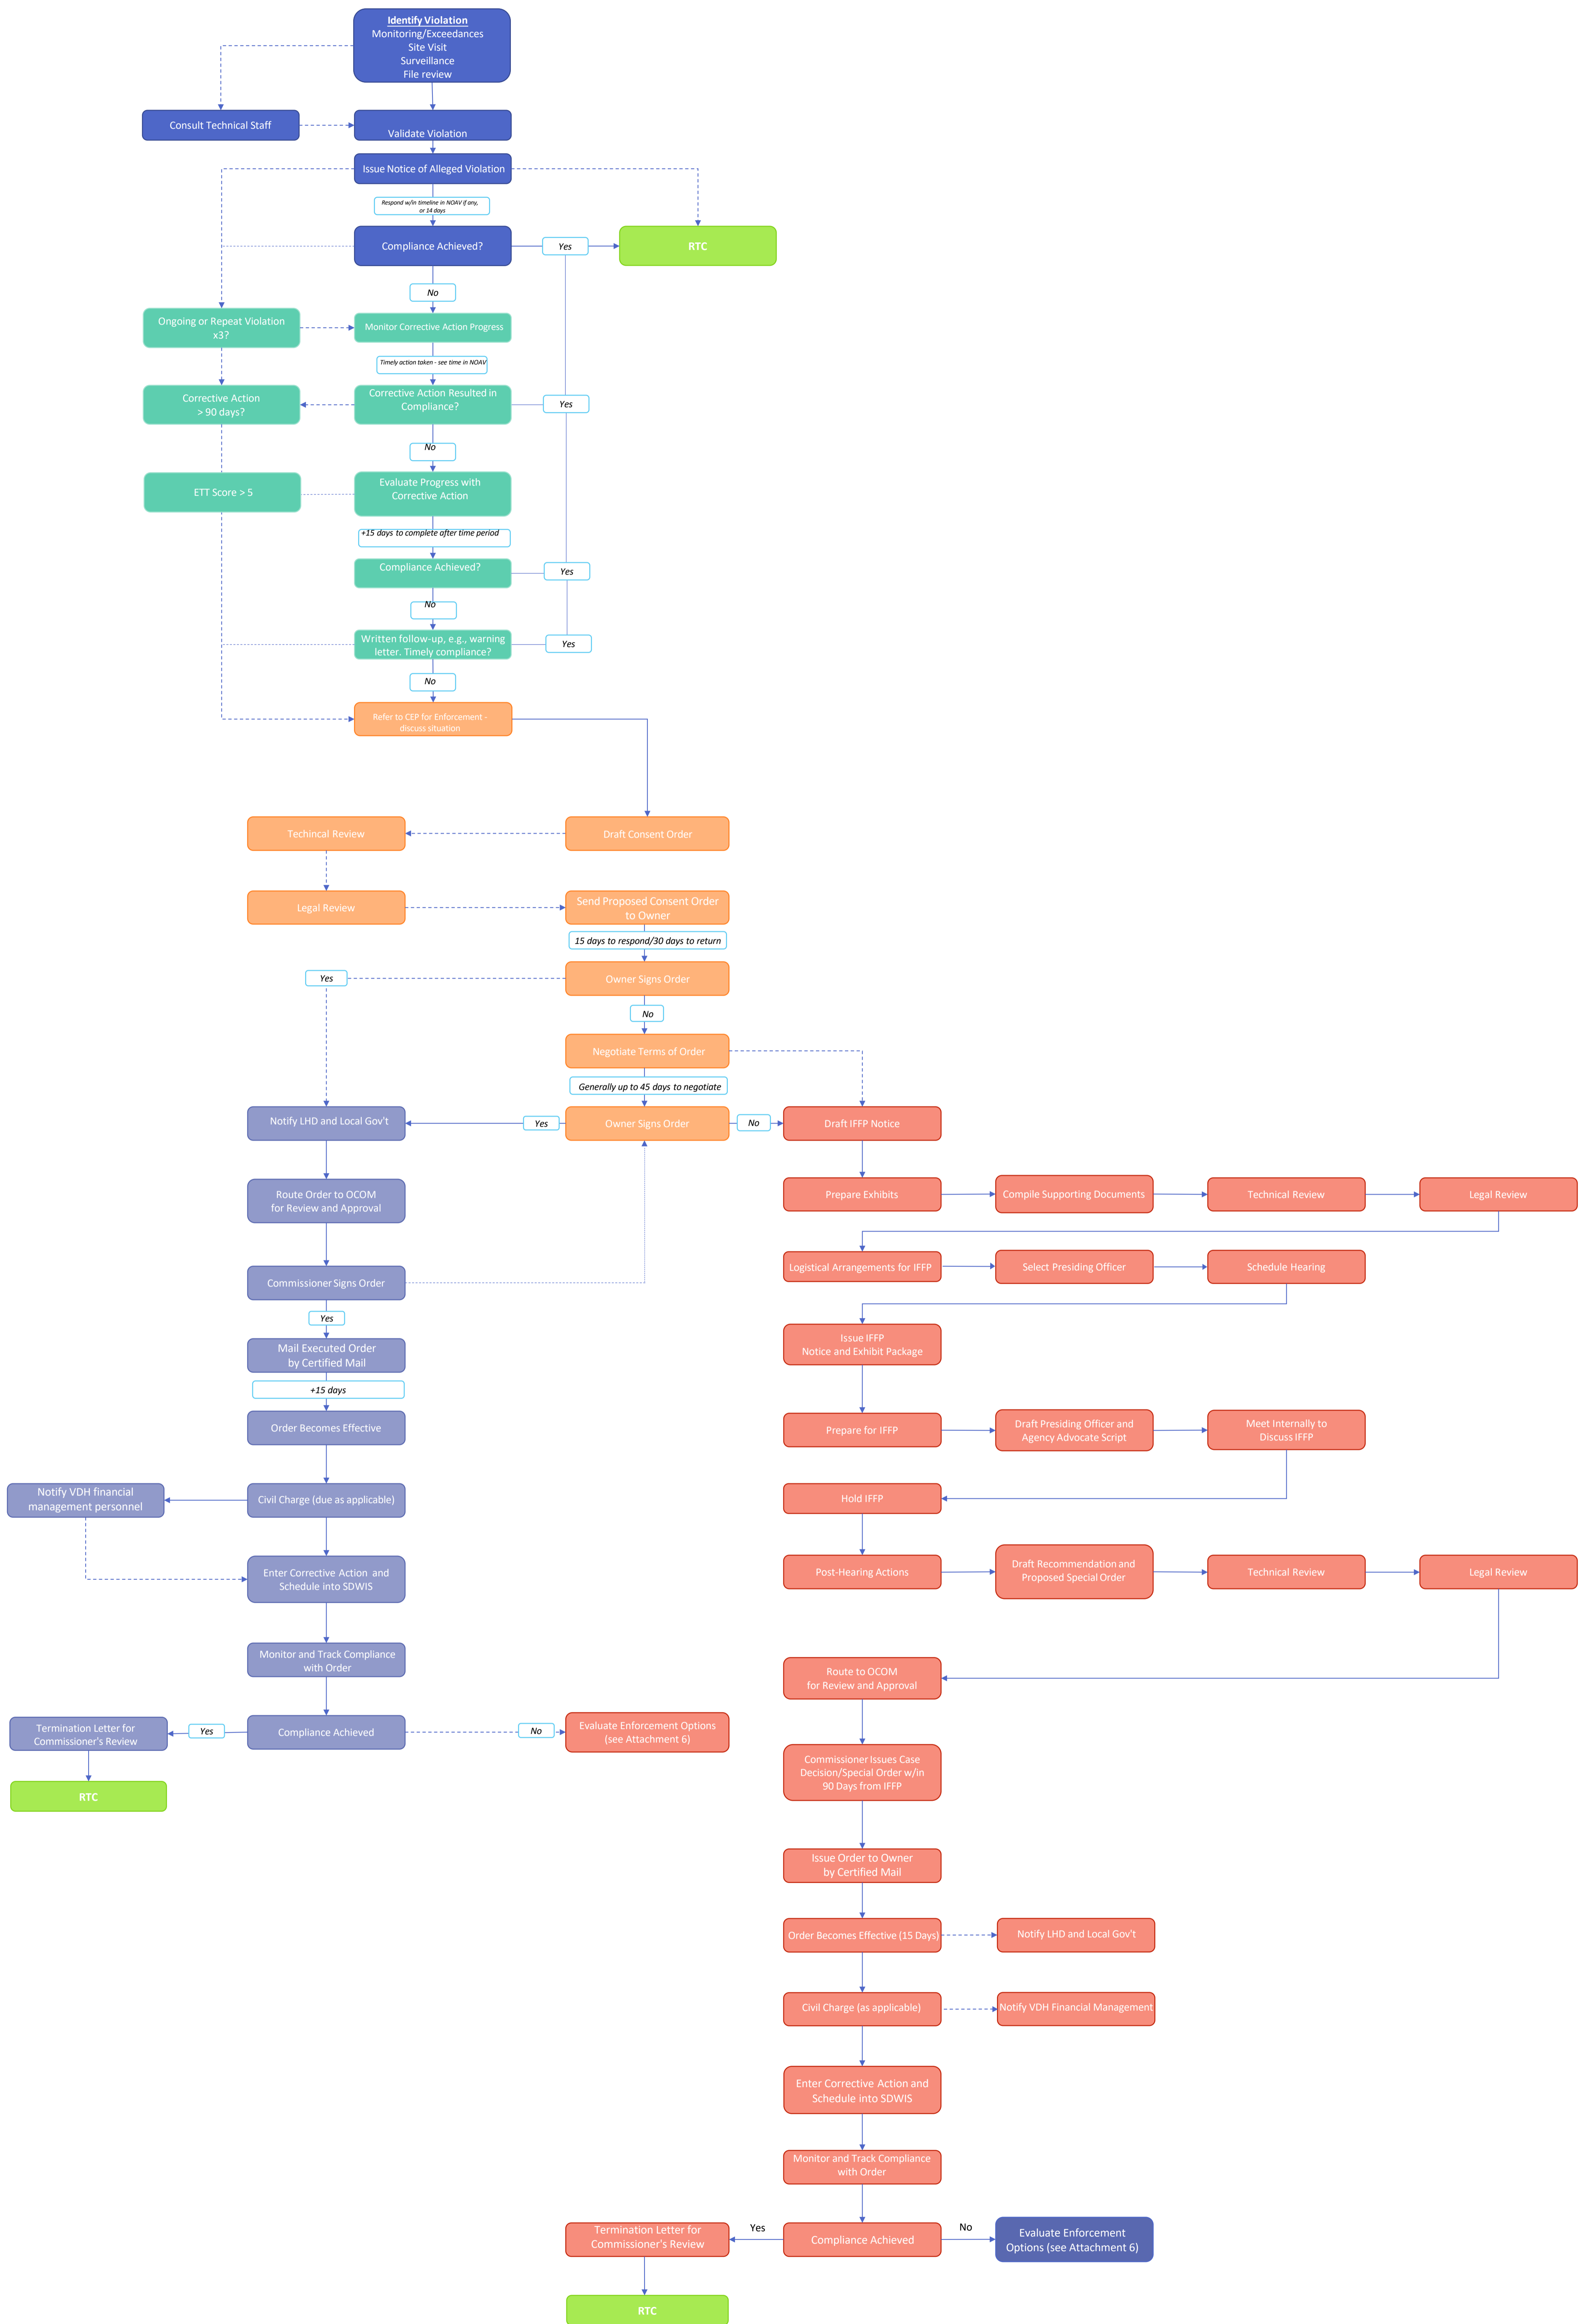 Identify Violation
Monitoring/Exceedances
Site Visit
Surveillance
File review
Consult Technical Staff
Validate Violation
Issue Notice of Alleged Violation
Respond w/in timeline in NOAV if any,
or 14 days
Compliance Achieved?
Yes
RTC
No
Ongoing or Repeat Violation
x3?
Monitor Corrective Action Progress
Timely action taken - see time in NOAV
Corrective Action
> 90 days?
Corrective Action Resulted in
Compliance?
Yes
No
ETT Score > 5
Evaluate Progress with
Corrective Action
+15 days to complete after time period
Compliance Achieved?
Yes
No
Written follow-up, e.g., warning
letter. Timely compliance?
Yes
No
Refer to CEP for Enforcement -
discuss situation
Techincal Review
Draft Consent Order
Legal Review
Send Proposed Consent Order
to Owner
15 days to respond/30 days to return
Yes
Owner Signs Order
No
Negotiate Terms of Order
Generally up to 45 days to negotiate
Notify LHD and Local Gov't
Yes
Owner Signs Order
No
Draft IFFP Notice
Route Order to OCOM
for Review and Approval
Prepare Exhibits
Compile Supporting Documents
Technical Review
Legal Review
Commissioner Signs Order
Logistical Arrangements for IFFP
Select Presiding Officer
Schedule Hearing
Yes
Mail Executed Order
by Certified Mail
Issue IFFP
Notice and Exhibit Package
+15 days
Order Becomes Effective
Prepare for IFFP
Draft Presiding Officer and
Agency Advocate Script
Meet Internally to
Discuss IFFP
Notify VDH financial
management personnel
Civil Charge (due as applicable)
Hold IFFP
Enter Corrective Action and
Schedule into SDWIS
Post-Hearing Actions
Draft Recommendation and
Proposed Special Order
Technical Review
Legal Review
Monitor and Track Compliance
with Order
Route to OCOM
for Review and Approval
Termination Letter for
Commissioner's Review
Yes
Compliance Achieved
No
Evaluate Enforcement Options
(see Attachment 6)
Commissioner Issues Case
Decision/Special Order w/in
90 Days from IFFP
RTC
Issue Order to Owner
by Certified Mail
Order Becomes Effective (15 Days)
Notify LHD and Local Gov't
Civil Charge (as applicable)
Notify VDH Financial Management
Enter Corrective Action and
Schedule into SDWIS
Monitor and Track Compliance
with Order
Termination Letter for
Commissioner's Review
Yes
Compliance Achieved
No
Evaluate Enforcement
Options (see Attachment 6)
RTC